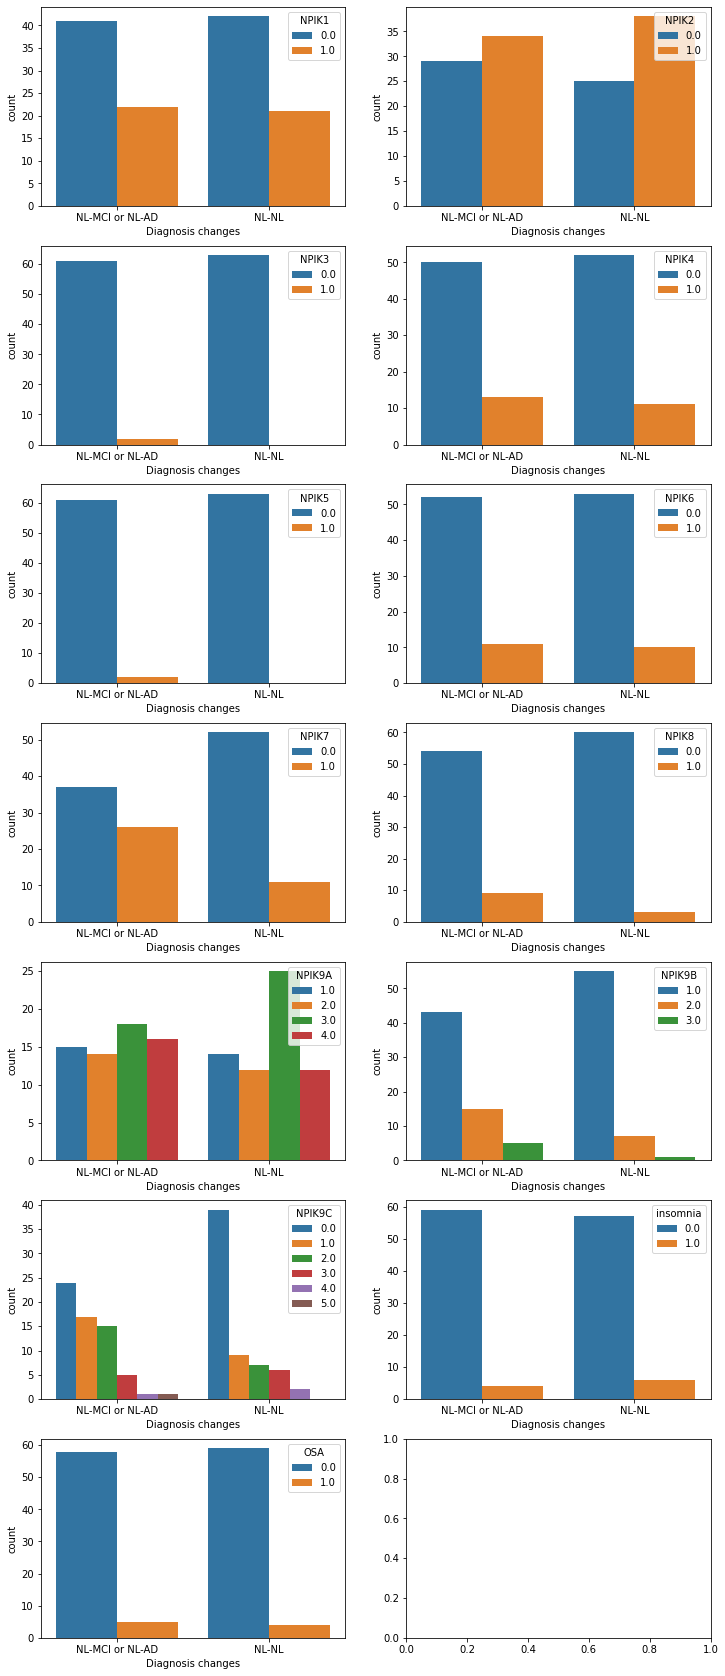 NPIK1
0.0
1.0
40
35
30
25
20
15
10
5
0
count
NL-MCI or NL-AD
NL-NL
Diagnosis changes
NPIK2
0.0
1.0
35
30
25
20
15
10
5
0
count
NL-MCI or NL-AD
NL-NL
Diagnosis changes
NPIK3
0.0
1.0
60
50
40
30
20
10
0
count
NL-MCI or NL-AD
NL-NL
Diagnosis changes
NPIK4
0.0
1.0
50
40
30
20
10
0
count
NL-MCI or NL-AD
NL-NL
Diagnosis changes
NPIK5
0.0
1.0
60
50
40
30
20
10
0
count
NL-MCI or NL-AD
NL-NL
Diagnosis changes
NPIK6
0.0
1.0
50
40
30
20
10
0
count
NL-MCI or NL-AD
NL-NL
Diagnosis changes
NPIK7
0.0
1.0
50
40
30
20
10
0
count
NL-MCI or NL-AD
NL-NL
Diagnosis changes
NPIK8
0.0
1.0
60
50
40
30
20
10
0
count
NL-MCI or NL-AD
NL-NL
Diagnosis changes
NPIK9A
1.0
2.0
3.0
4.0
25
20
15
10
5
0
count
NL-MCI or NL-AD
NL-NL
Diagnosis changes
NPIK9B
1.0
2.0
3.0
50
40
30
20
10
0
count
NL-MCI or NL-AD
NL-NL
Diagnosis changes
NPIK9C
0.0
1.0
2.0
3.0
4.0
5.0
40
35
30
25
20
15
10
5
0
count
NL-MCI or NL-AD
NL-NL
Diagnosis changes
insomnia
0.0
1.0
60
50
40
30
20
10
0
count
NL-MCI or NL-AD
NL-NL
Diagnosis changes
OSA
0.0
1.0
60
50
40
30
20
10
0
count
NL-MCI or NL-AD
NL-NL
Diagnosis changes
1.0
0.8
0.6
0.4
0.2
0.0
0.0
0.2
0.4
0.6
0.8
1.0